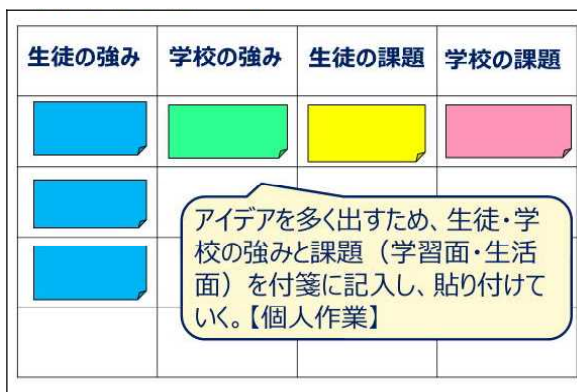 生徒の強み 学校の強み 生徒の課題 学校の課題
アイデアを多く出すため、生徒・学
校の強みと課題（学習面・生活
面）を付箋に記入し、貼り付けて
いく。【個人作業】